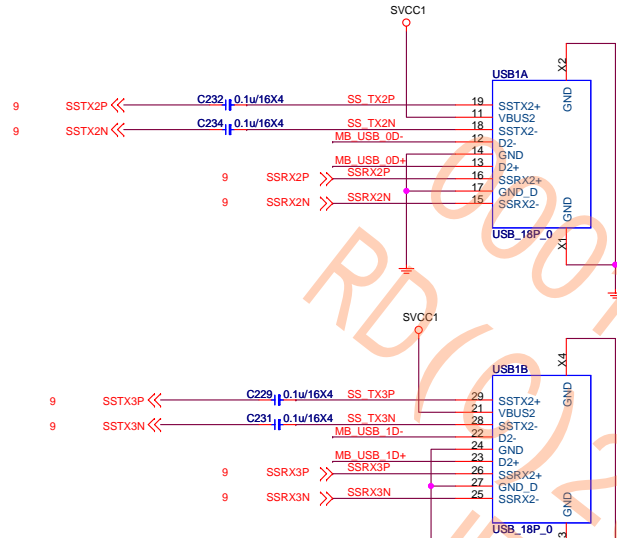 SVCC1
X2
USB1A
9 SSTX2P C232 0.1u/16X4 SS_TX2P 19 SSTX2+ GND
11 VBUS2
9 SSTX2N C234 0.1u/16X4 SS_TX2N 18 SSTX2-
MB_USB_0D- 12 D2-
14 GND
MB_USB_0D+ 13 D2+
9 SSRX2P SSRX2P 16 SSRX2+
17 GND_D
9 SSRX2N SSRX2N 15 SSRX2- GND
USB_18P_0
X1
SVCC1
X4
USB1B
9 SSTX3P C229 0.1u/16X4 SS_TX3P 29 SSTX2+ GND
21 VBUS2
9 SSTX3N C231 0.1u/16X4 SS_TX3N 28 SSTX2-
MB_USB_1D- 22 D2-
24 GND
MB_USB_1D+ 23 D2+
9 SSRX3P SSRX3P 26 SSRX2+
27 GND_D
9 SSRX3N SSRX3N 25 SSRX2- GND
USB_18P_0
0001
RD(C)2